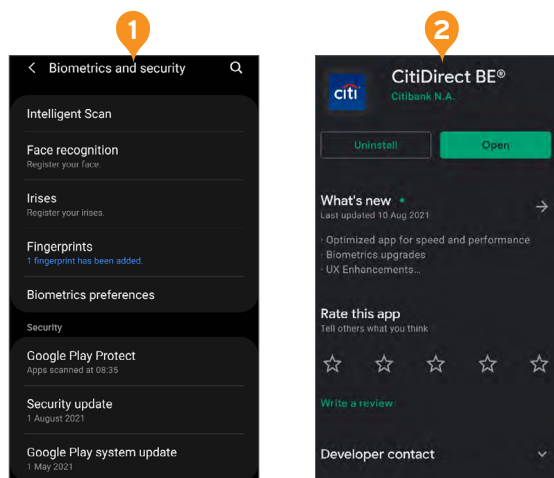 1
Biometrics and security
Intelligent Scan
Face recognition
Register your face.
Irises
Register your irises.
Fingerprints
1 fingerprint has been added.
Biometrics preferences
Security
Google Play Protect
Apps scanned at 08:35
Security update
1 August 2021
Google Play system update
1 May 2021
2
citi
CitiDirect BE®
Citibank N.A.
Uninstall
Open
What's new
Last updated 10 Aug 2021
· Optimized app for speed and performance
· Biometrics upgrades
· UX Enhancements...
Rate this app
Tell others what you think
Write a review
Developer contact